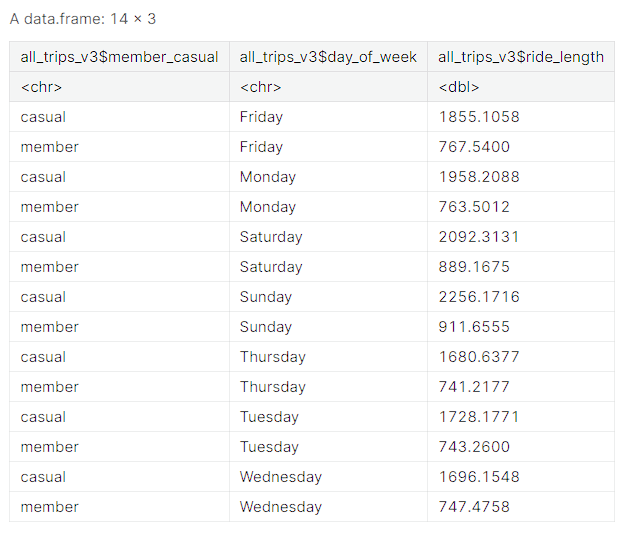 A data.frame: 14 × 3
all_trips_v3$member_casual all_trips_v3$day_of_week all_trips_v3$ride_length
<chr> <chr> <dbl>
casual Friday 1855.1058
member Friday 767.5400
casual Monday 1958.2088
member Monday 763.5012
casual Saturday 2092.3131
member Saturday 889.1675
casual Sunday 2256.1716
member Sunday 911.6555
casual Thursday 1680.6377
member Thursday 741.2177
casual Tuesday 1728.1771
member Tuesday 743.2600
casual Wednesday 1696.1548
member Wednesday 747.4758